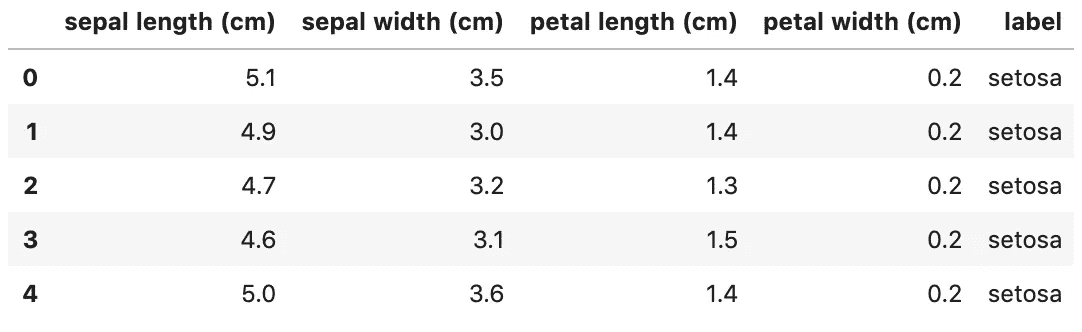 sepal length (cm) sepal width (cm) petal length (cm) petal width (cm) label
0 5.1 3.5 1.4 0.2 setosa
1 4.9 3.0 1.4 0.2 setosa
2 4.7 3.2 1.3 0.2 setosa
3 4.6 3.1 1.5 0.2 setosa
4 5.0 3.6 1.4 0.2 setosa